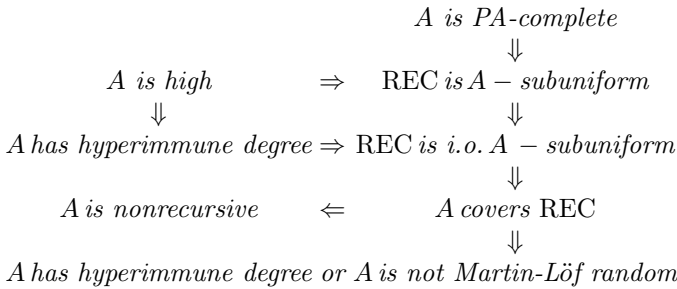 A is PA-complete
⇓
A is high ⇒ REC is A − subuniform
⇓ ⇓
A has hyperimmune degree ⇒ REC is i.o. A − subuniform
⇓
A is nonrecursive ⇐ A covers REC
⇓
A has hyperimmune degree or A is not Martin-Löf random